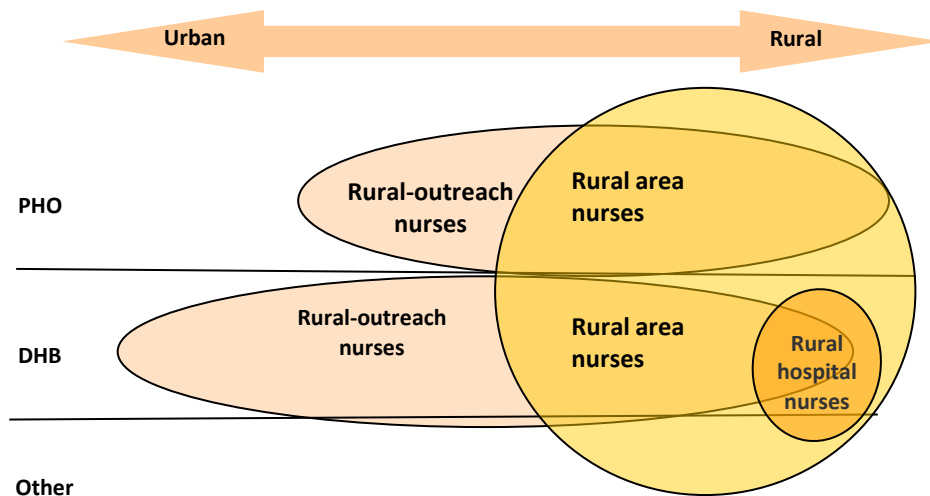 Urban
Rural
PHO
Rural-outreach
nurses
Rural area
nurses
DHB
Rural-outreach
nurses
Rural area
nurses
Rural
hospital
nurses
Other